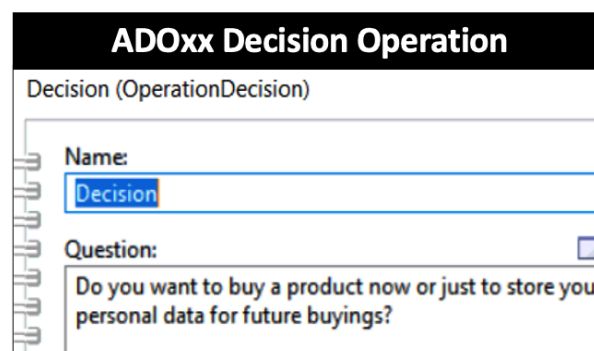 ADOxx Decision Operation
Decision (OperationDecision)
Name:
Decision
Question:
Do you want to buy a product now or just to store you
personal data for future buyings?